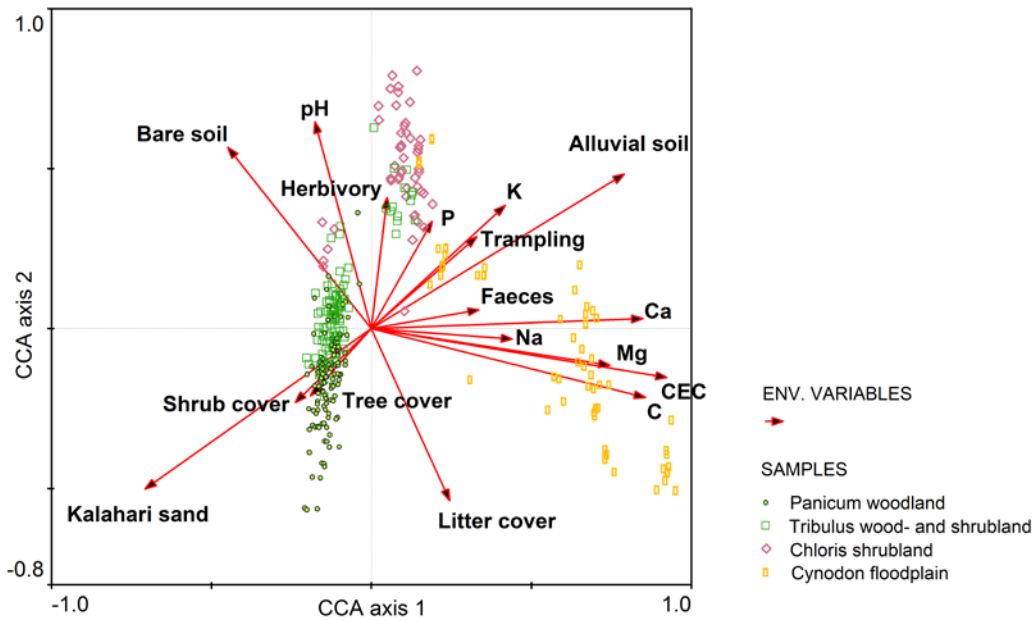 1.0
pH
Bare soil
Alluvial soil
Herbivory
K
P
Trampling
CCA axis 2
Faeces
Ca
Na
Mg
CEC
Shrub cover
Tree cover
C
ENV. VARIABLES
SAMPLES
Kalahari sand
Litter cover
Panicum woodland
Tribulus wood- and shrubland
Chloris shrubland
Cynodon floodplain
-0.8
-1.0
CCA axis 1
1.0